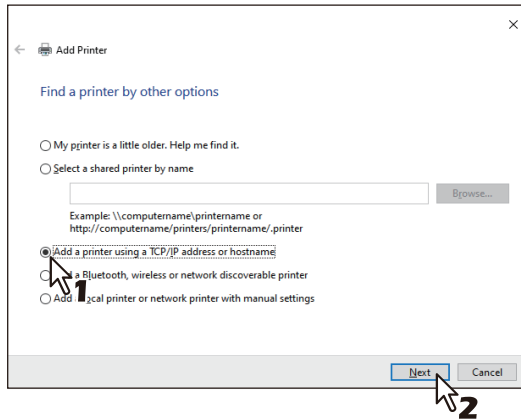 Add Printer
Find a printer by other options
My printer is a little older. Help me find it.
Select a shared printer by name
Browse...
Example: \\computername\printername or
http://computername/printers/printername/.printer
Add a printer using a TCP/IP address or hostname
a Bluetooth, wireless or network discoverable printer
1
Add local printer or network printer with manual settings
Next
Cancel
2